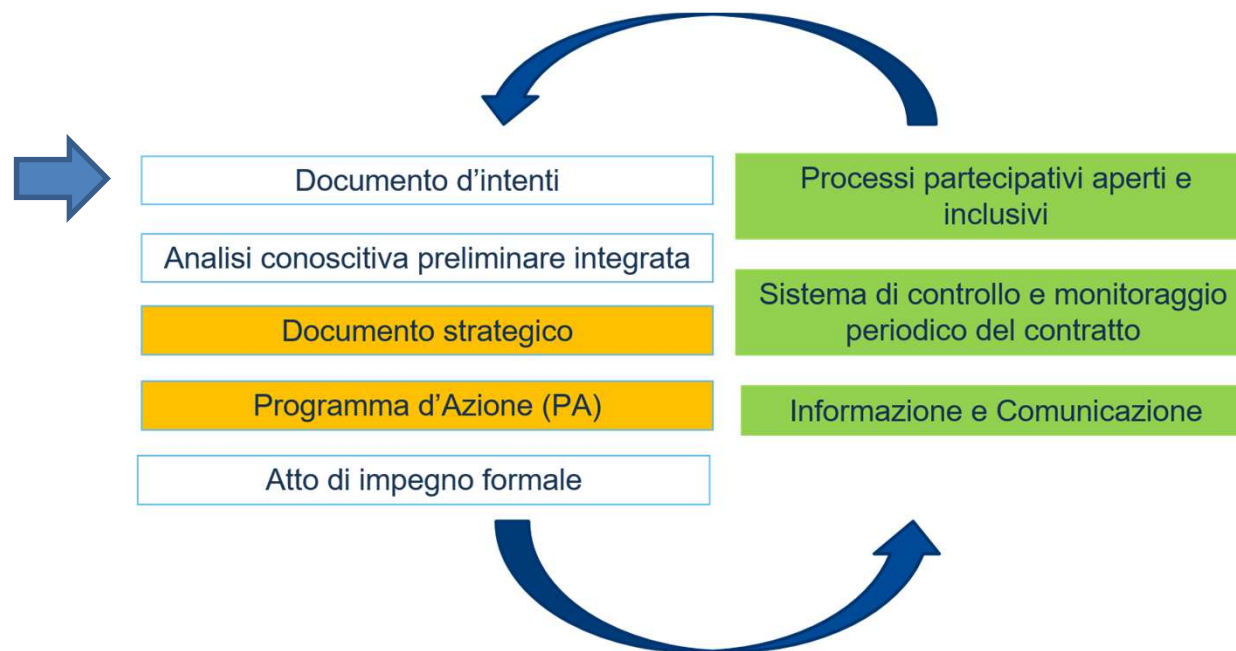 Documento d'intenti
Analisi conoscitiva preliminare integrata
Documento strategico
Programma d'Azione (PA)
Atto di impegno formale
Processi partecipativi aperti e
inclusivi
Sistema di controllo e monitoraggio
periodico del contratto
Informazione e Comunicazione